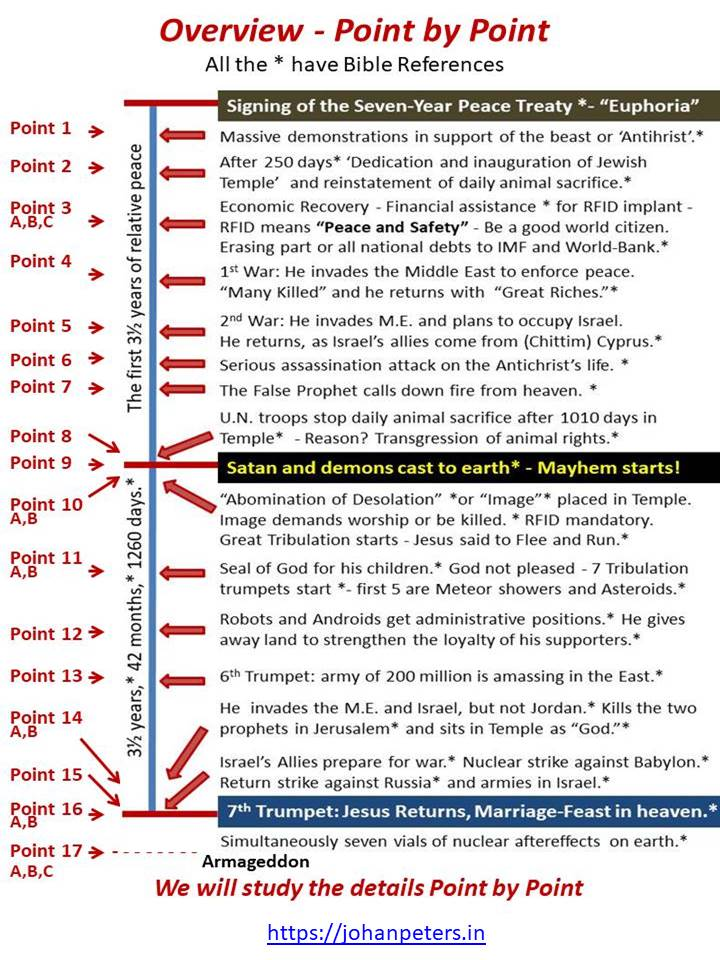 Overview - Point by Point
All the * have Bible References
Signing of the Seven-Year Peace Treaty *- “Euphoria”
Point 1
Massive demonstrations in support of the beast or ‘Antihrist’.*
Point 2
After 250 days* ‘Dedication and inauguration of Jewish
Temple’ and reinstatement of daily animal sacrifice.*
Point 3
A,B,C
Economic Recovery - Financial assistance * for RFID implant -
RFID means “Peace and Safety” - Be a good world citizen.
Erasing part or all national debts to IMF and World-Bank.*
Point 4
1st War: He invades the Middle East to enforce peace.
“Many Killed” and he returns with “Great Riches.”*
Point 5
2nd War: He invades M.E. and plans to occupy Israel.
He returns, as Israel’s allies come from (Chittim) Cyprus.*
Point 6
Serious assassination attack on the Antichrist’s life. *
Point 7
The False Prophet calls down fire from heaven. *
The first 3½ years of relative peace
Point 8
U.N. troops stop daily animal sacrifice after 1010 days in
Temple* - Reason? Transgression of animal rights.*
Point 9
Satan and demons cast to earth* - Mayhem starts!
Point 10
A,B
“Abomination of Desolation” *or “Image”* placed in Temple.
Image demands worship or be killed. * RFID mandatory.
Great Tribulation starts - Jesus said to Flee and Run.*
Point 11
A,B
Seal of God for his children.* God not pleased - 7 Tribulation
trumpets start *- first 5 are Meteor showers and Asteroids.*
Point 12
Robots and Androids get administrative positions.* He gives
away land to strengthen the loyalty of his supporters.*
Point 13
6th Trumpet: army of 200 million is amassing in the East.*
Point 14
A,B
He invades the M.E. and Israel, but not Jordan.* Kills the two
prophets in Jerusalem* and sits in Temple as “God.”*
Point 15
Israel’s Allies prepare for war.* Nuclear strike against Babylon.*
Return strike against Russia* and armies in Israel.*
3½ years,* 42 months,* 1260 days.*
Point 16
A,B
7th Trumpet: Jesus Returns, Marriage-Feast in heaven.*
Simultaneously seven vials of nuclear aftereffects on earth.*
Point 17
A,B,C
Armageddon
We will study the details Point by Point
https://johanpeters.in